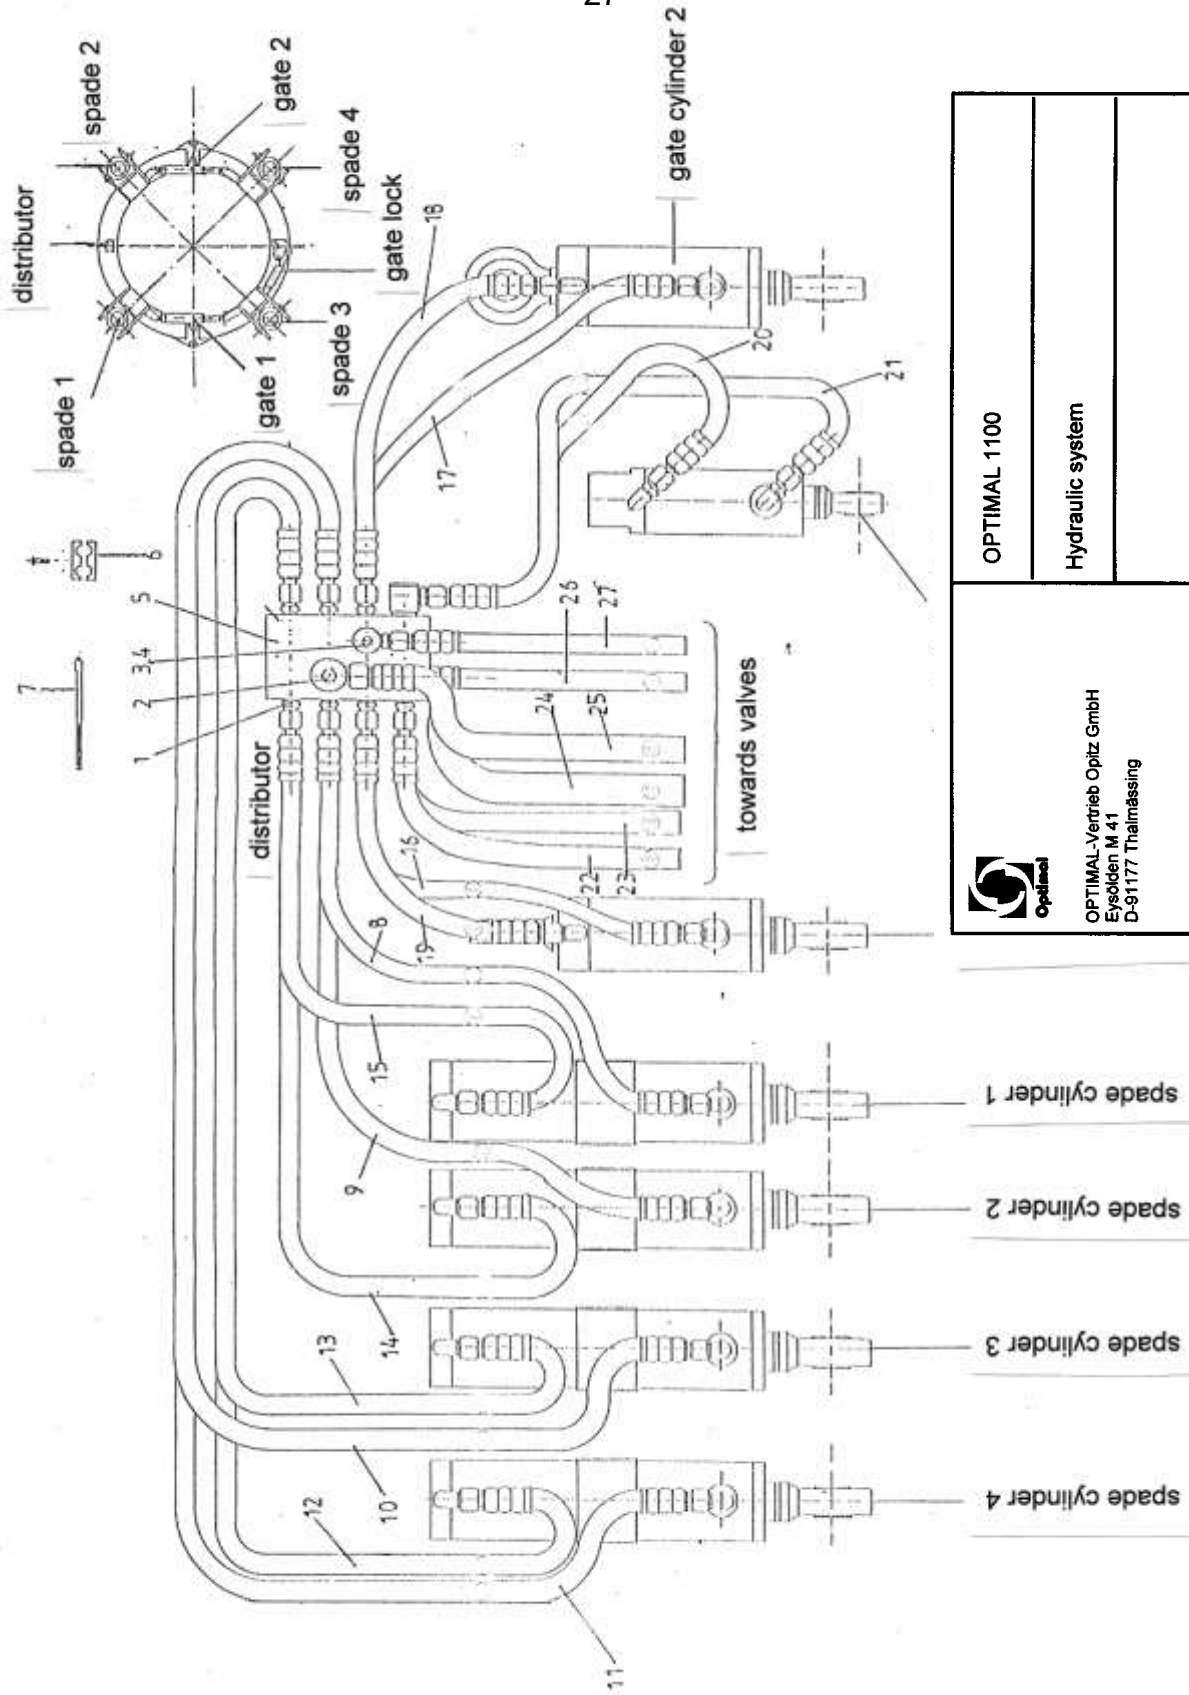 27
distributor
spade 1
spade 2
gate 1
gate 2
spade 3
spade 4
gate lock
7
6
5
3,4
2
1
distributor
18
17
gate cylinder 2
20
21
26
27
24
25
22
23
towards valves
16
19
8
15
9
14
13
10
12
11
spade cylinder 1
spade cylinder 2
spade cylinder 3
spade cylinder 4
OPTIMAL 1100
Hydraulic system
Optimal
OPTIMAL-Vertrieb Opitz GmbH
Eysölden M 41
D-91177 Thalmässing